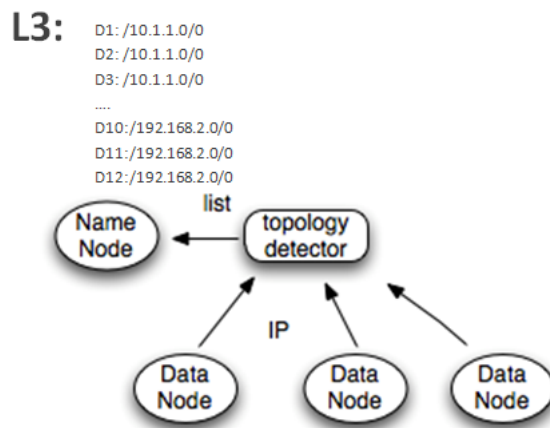 L3:
D1: /10.1.1.0/0
D2: /10.1.1.0/0
D3: /10.1.1.0/0
....
D10:/192.168.2.0/0
D11:/192.168.2.0/0
D12:/192.168.2.0/0
list
Name
Node
topology
detector
IP
Data
Node
Data
Node
Data
Node